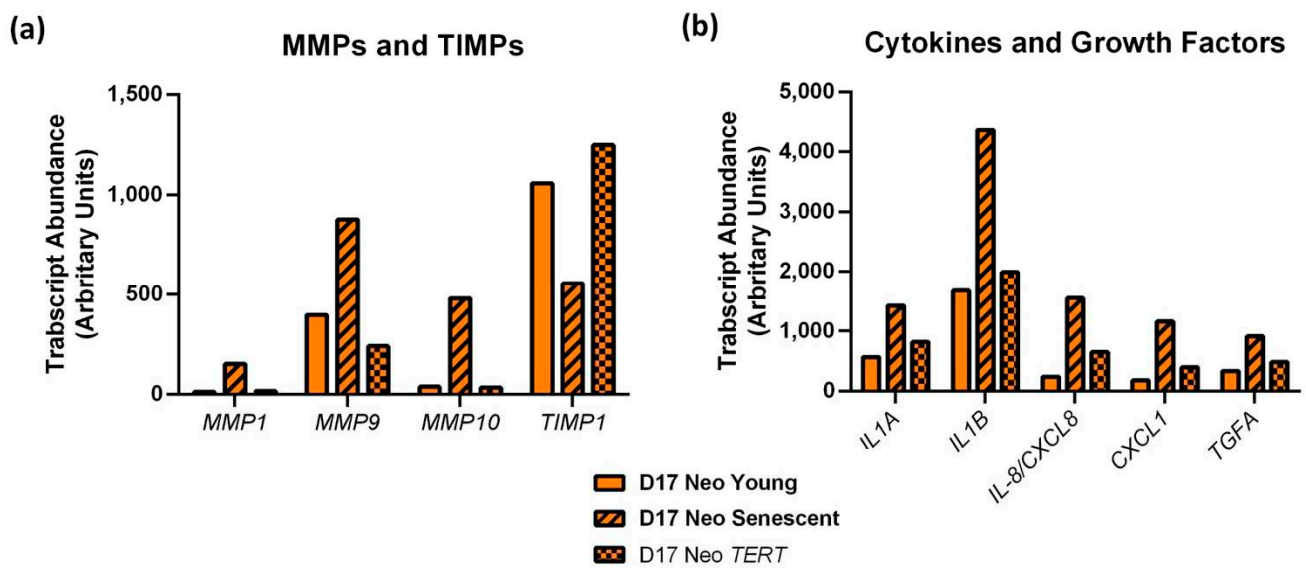 (a)
MMPs and TIMPs
Trabscript Abundance
(Arbritary Units)
1,500
1,000
500
0
MMP1 MMP9 MMP10 TIMP1
(b)
Cytokines and Growth Factors
Trabscript Abundance
(Arbritary Units)
5,000
4,000
3,000
2,000
1,000
0
IL1A IL1B IL-8/CXCL8 CXCL1 TGFA
D17 Neo Young
D17 Neo Senescent
D17 Neo TERT